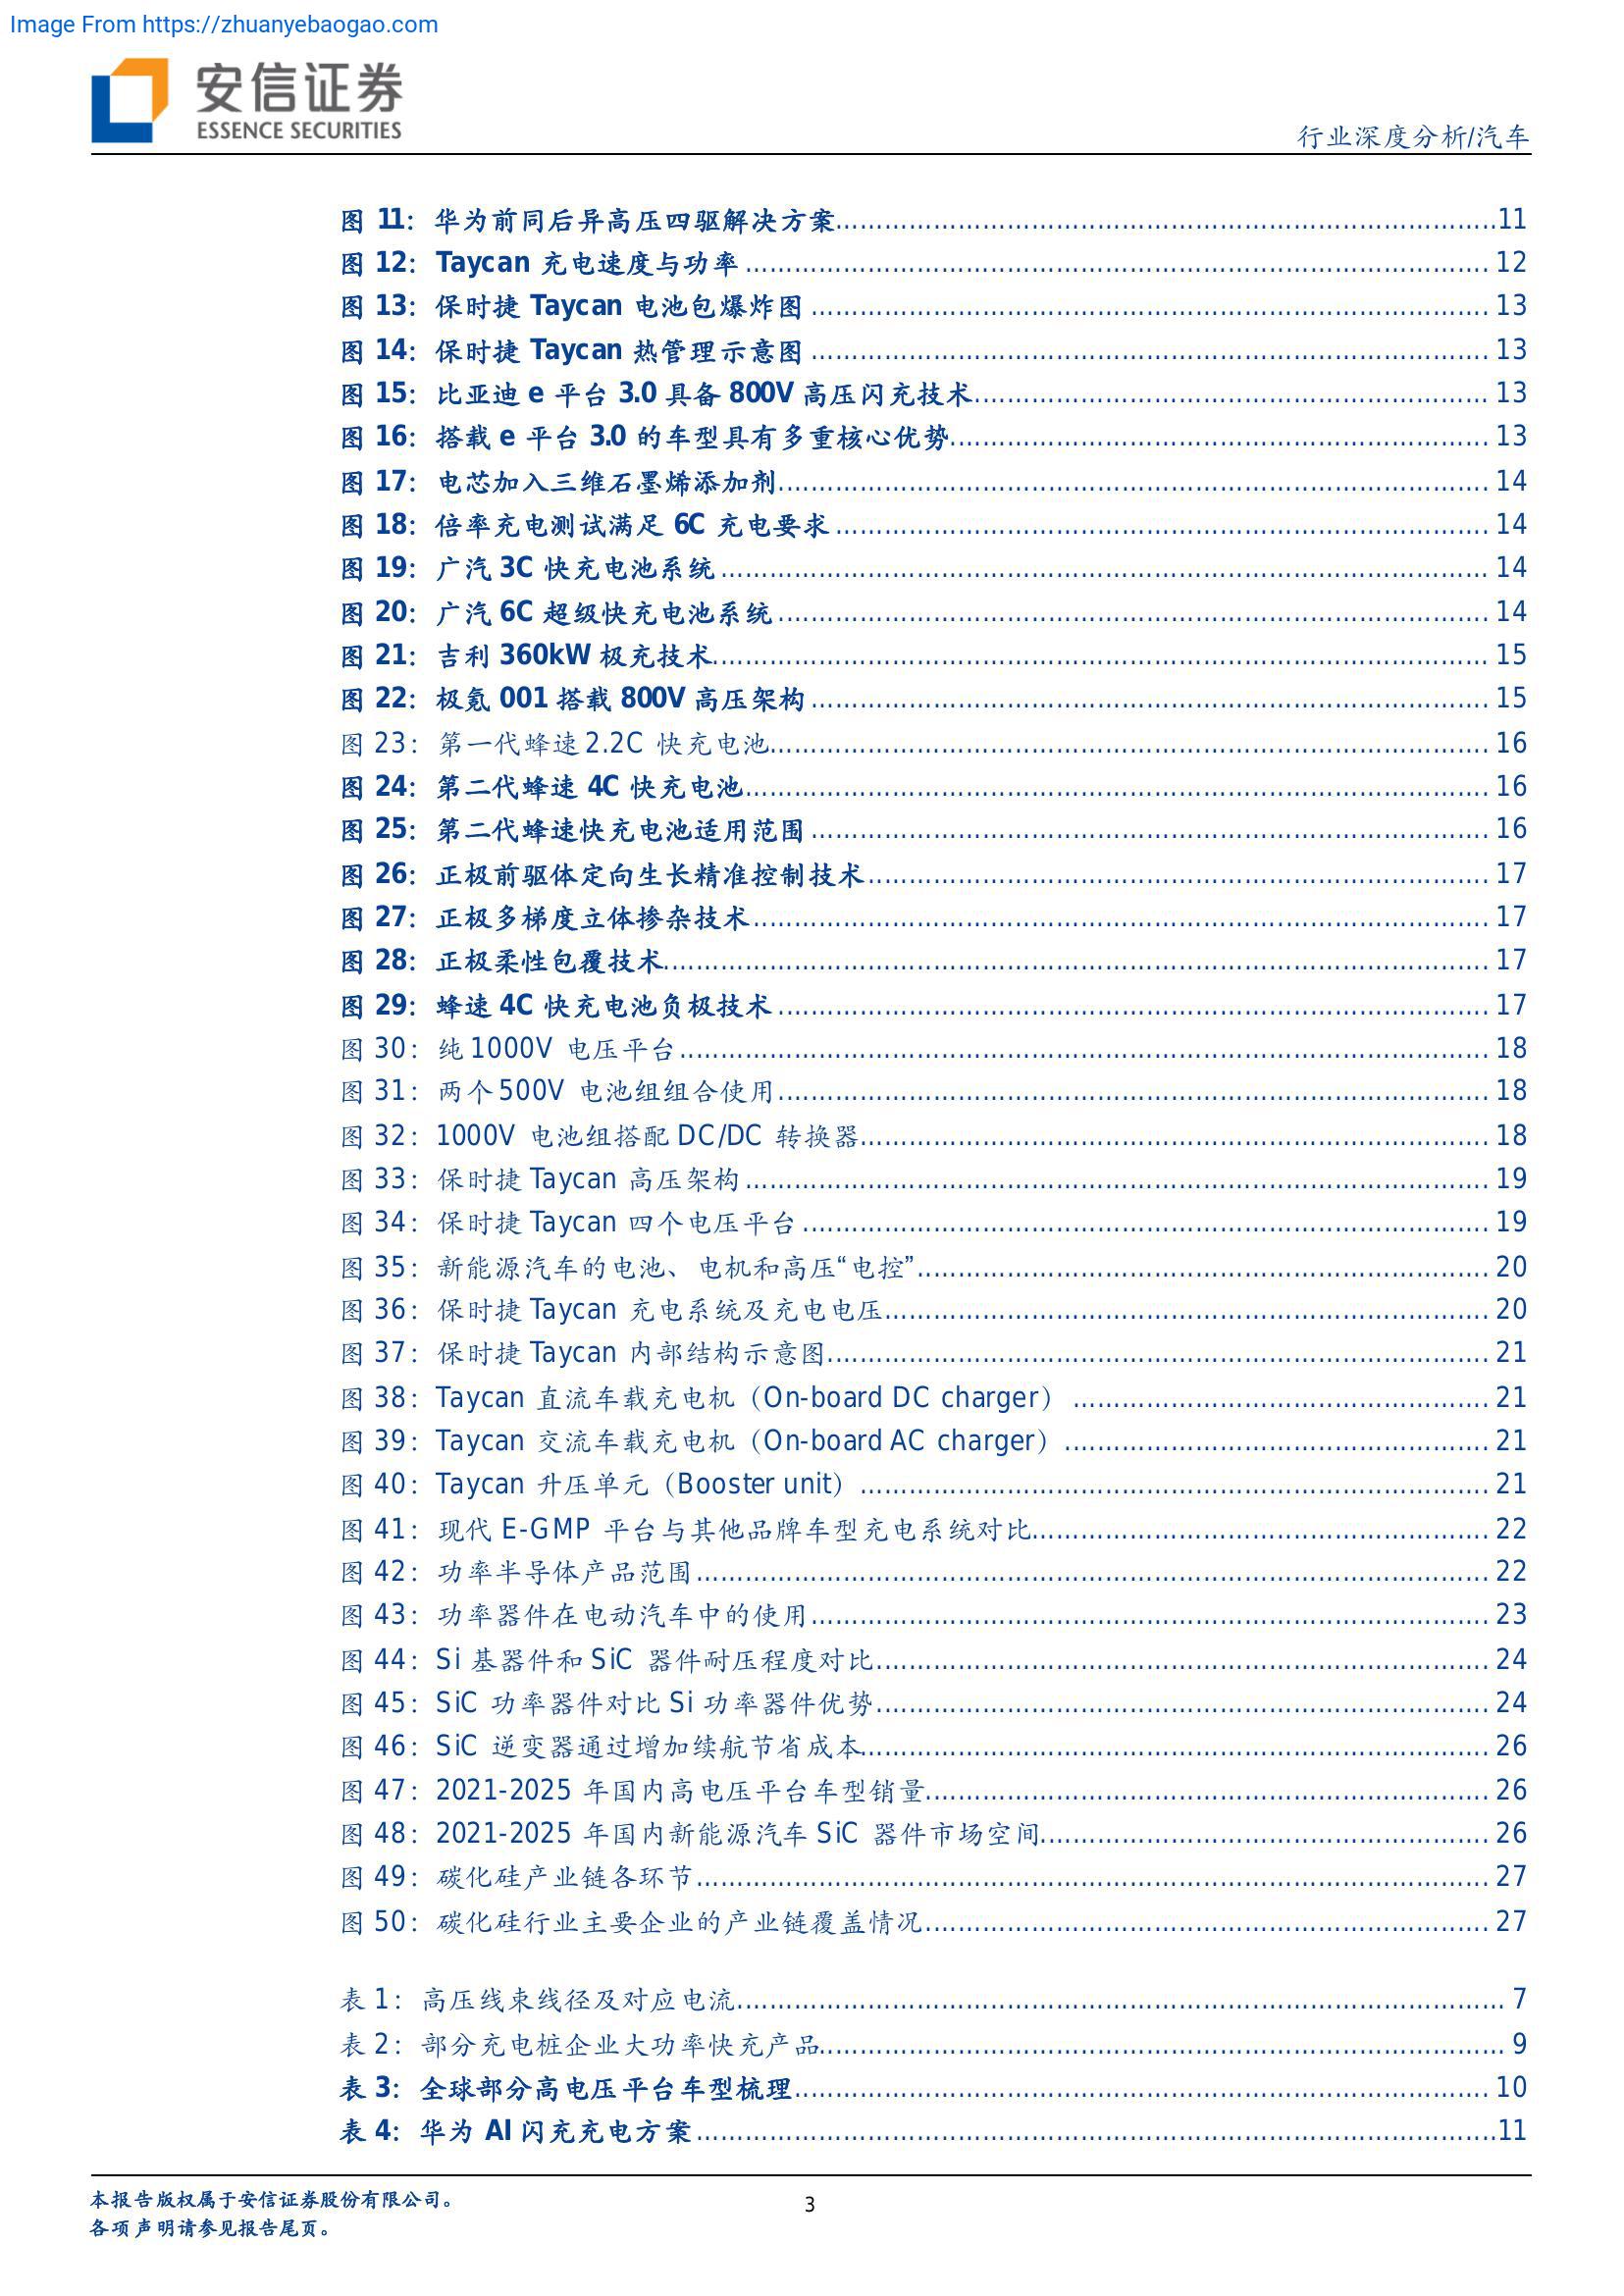 Image From https://zhuanyebaogao.com
安信证券
ESSENCE SECURITIES
行业深度分析/汽车
图 11：华为前同后异高压四驱解决方案 11
图 12：Taycan 充电速度与功率 12
图 13：保时捷 Taycan 电池包爆炸图 13
图 14：保时捷 Taycan 热管理示意图 13
图 15：比亚迪 e 平台 3.0 具备 800V 高压闪充技术 13
图 16：搭载 e 平台 3.0 的车型具有多重核心优势 13
图 17：电芯加入三维石墨烯添加剂 14
图 18：倍率充电测试满足 6C 充电要求 14
图 19：广汽 3C 快充电池系统 14
图 20：广汽 6C 超级快充电池系统 14
图 21：吉利 360kW 极充技术 15
图 22：极氪 001 搭载 800V 高压架构 15
图 23：第一代蜂速 2.2C 快充电池 16
图 24：第二代蜂速 4C 快充电池 16
图 25：第二代蜂速快充电池适用范围 16
图 26：正极前驱体定向生长精准控制技术 17
图 27：正极多梯度立体掺杂技术 17
图 28：正极柔性包覆技术 17
图 29：蜂速 4C 快充电池负极技术 17
图 30：纯 1000V 电压平台 18
图 31：两个 500V 电池组组合使用 18
图 32：1000V 电池组搭配 DC/DC 转换器 18
图 33：保时捷 Taycan 高压架构 19
图 34：保时捷 Taycan 四个电压平台 19
图 35：新能源汽车的电池、电机和高压“电控” 20
图 36：保时捷 Taycan 充电系统及充电电压 20
图 37：保时捷 Taycan 内部结构示意图 21
图 38：Taycan 直流车载充电机（On-board DC charger） 21
图 39：Taycan 交流车载充电机（On-board AC charger） 21
图 40：Taycan 升压单元（Booster unit） 21
图 41：现代 E-GMP 平台与其他品牌车型充电系统对比 22
图 42：功率半导体产品范围 22
图 43：功率器件在电动汽车中的使用 23
图 44：Si 基器件和 SiC 器件耐压程度对比 24
图 45：SiC 功率器件对比 Si 功率器件优势 24
图 46：SiC 逆变器通过增加续航节省成本 26
图 47：2021-2025 年国内高电压平台车型销量 26
图 48：2021-2025 年国内新能源汽车 SiC 器件市场空间 26
图 49：碳化硅产业链各环节 27
图 50：碳化硅行业主要企业的产业链覆盖情况 27
表 1：高压线束线径及对应电流 7
表 2：部分充电桩企业大功率快充产品 9
表 3：全球部分高电压平台车型梳理 10
表 4：华为 AI 闪充充电方案 11
本报告版权属于安信证券股份有限公司。
3
各项声明请参见报告尾页。